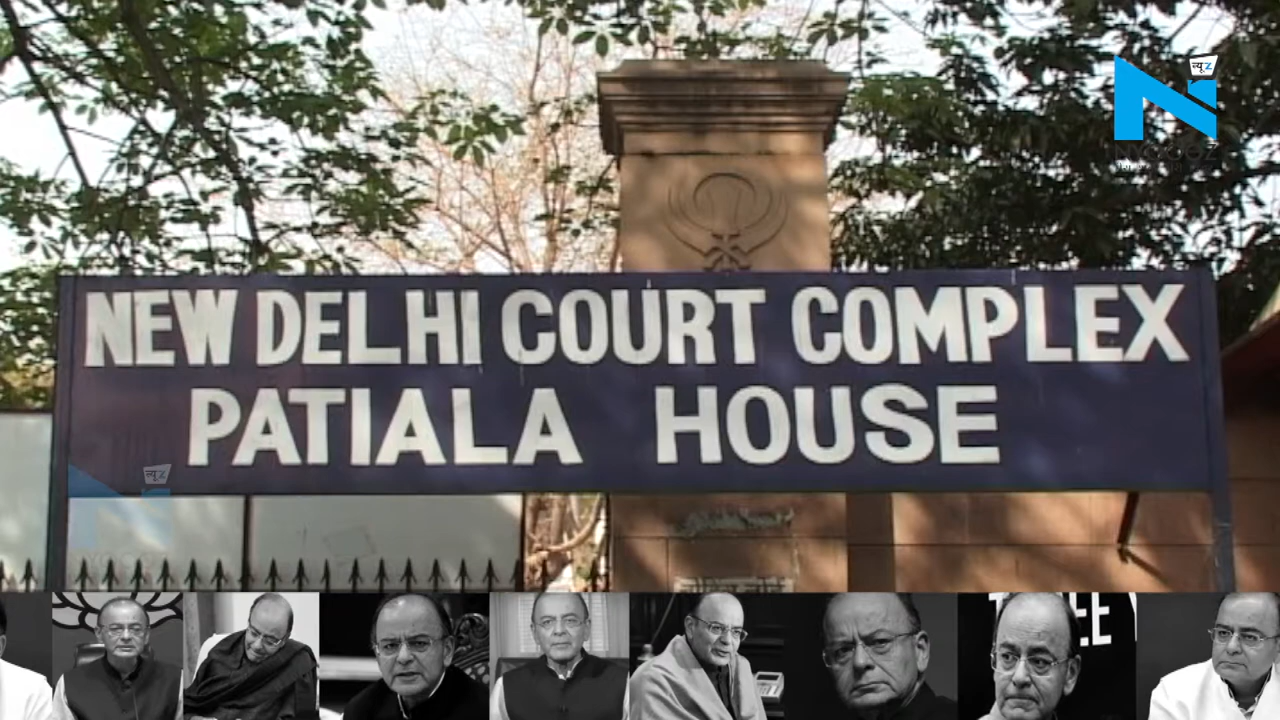 न्यूz
NEW DELHI COURT COMPLEX
PATIALA HOUSE
न्यूz